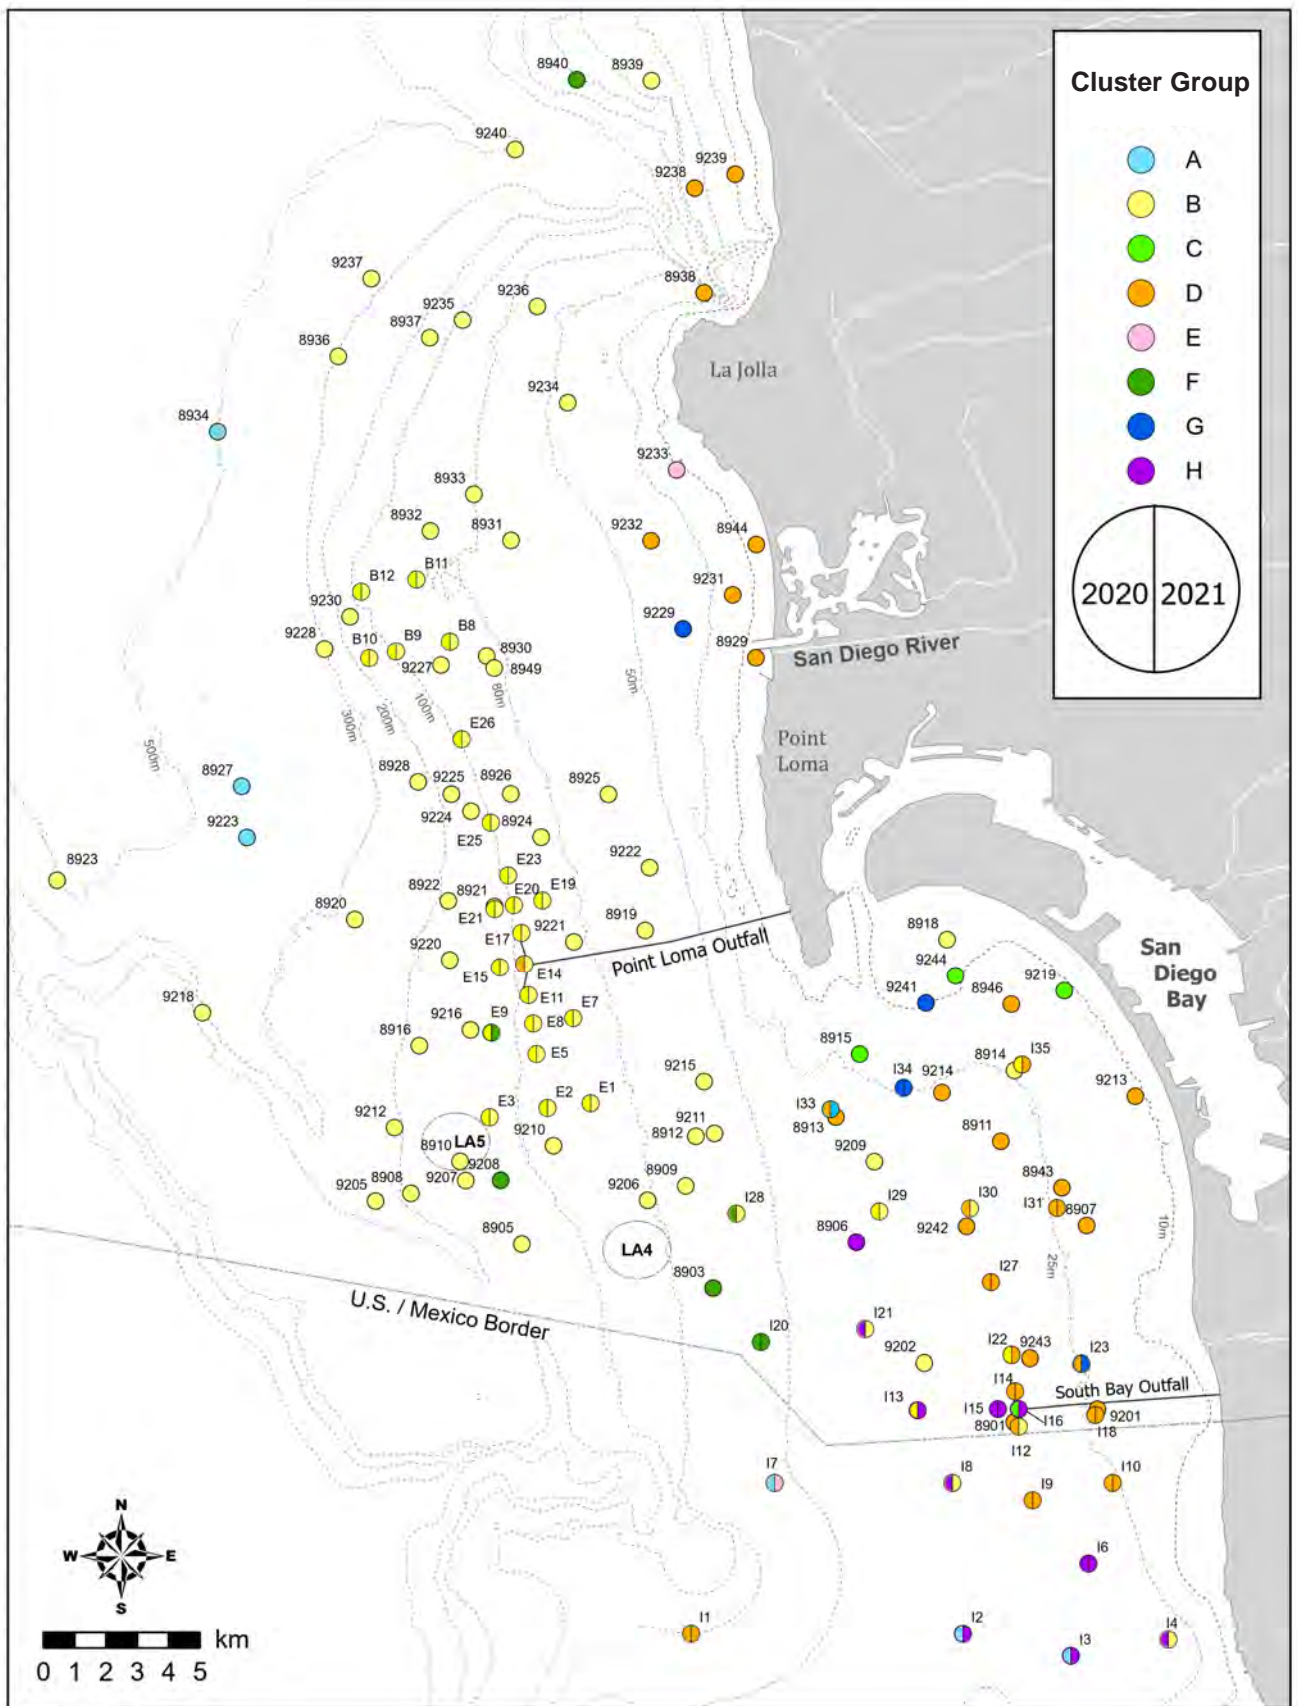 8940
8939
Cluster Group
A
B
C
D
E
F
G
H
2020
2021
9240
9239
9238
9237
8938
9236
9235
8937
8936
La Jolla
9234
8934
9233
8933
8932
8931
9232
8944
B11
B12
9231
9230
9229
B8
9228
B10
B9
8930
9227
8949
8929
San Diego River
50m
80m
100m
200m
300m
500m
E26
Point
Loma
8927
8928
9225
8926
8925
9224
8924
9223
E25
8923
E23
9222
8922
8921
E20
E19
8920
E21
9221
8919
E17
8918
9220
Point Loma Outfall
San
Diego
Bay
E15
E14
9244
9219
9241
8946
E11
9218
9216
E9
E7
E8
8916
8915
E5
8914
I35
9215
I34
9214
9213
E2
E1
E3
I33
8913
9212
9211
8912
8911
LA5
9210
8910
9209
9208
8943
8909
9207
8908
9205
9206
I28
I29
I30
I31
8907
9242
8906
10m
8905
LA4
25m
8903
I27
U.S. / Mexico Border
I20
I21
9202
I22
9243
I23
I14
South Bay Outfall
I13
I15
8901
I16
9201
I18
I12
I7
I8
I9
I10
N
W
E
S
I6
I1
I2
I3
I4
km
0 1 2 3 4 5